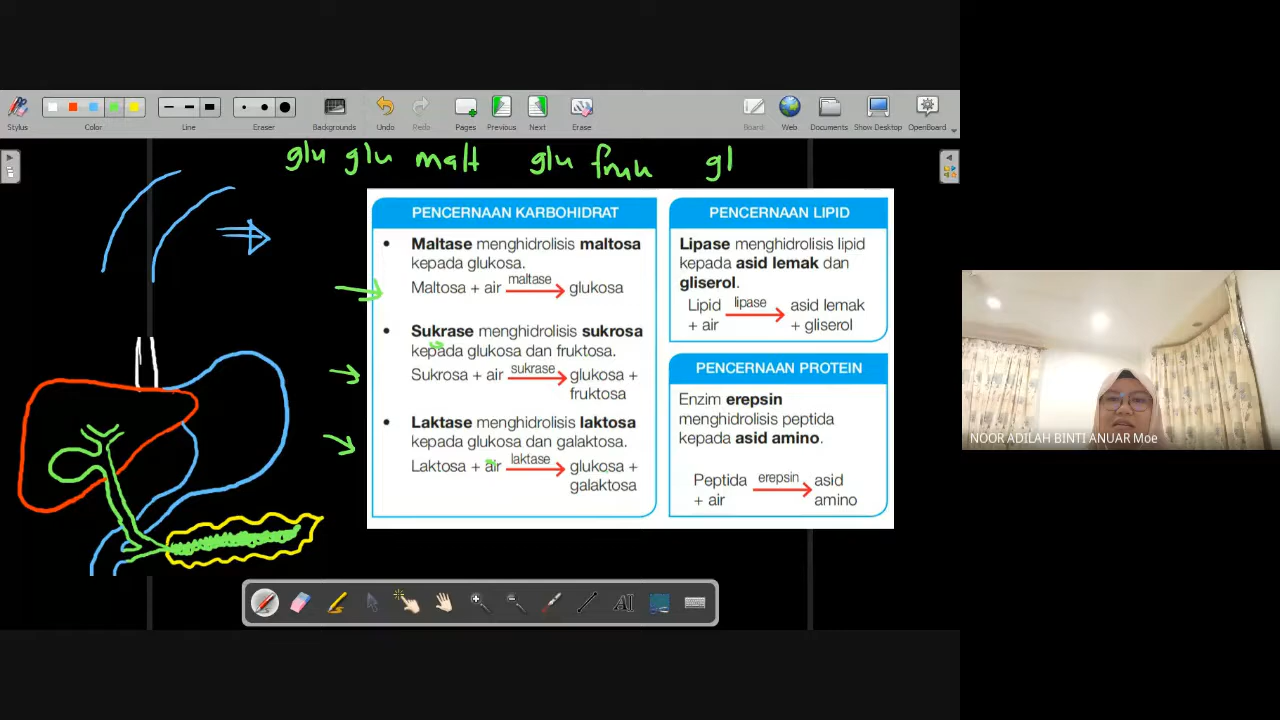 Stylus
Color
Line
Eraser
Backgrounds
Undo
Redo
Pages
Previous
Next
Erase
Board
Web
Documents
Show Desktop
OpenBoard
glu glu malt glu fruk gl
PENCERNAAN KARBOHIDRAT
• Maltase menghidrolisis maltosa
kepada glukosa.
maltase
Maltosa + air → glukosa
• Sukrase menghidrolisis sukrosa
kepada glukosa dan fruktosa.
sukrase
Sukrosa + air → glukosa +
fruktosa
• Laktase menghidrolisis laktosa
kepada glukosa dan galaktosa.
laktase
Laktosa + air → glukosa +
galaktosa
PENCERNAAN LIPID
Lipase menghidrolisis lipid
kepada asid lemak dan
gliserol.
Lipid lipase → asid lemak
+ air + gliserol
PENCERNAAN PROTEIN
Enzim erepsin
menghidrolisis peptida
kepada asid amino.
Peptida erepsin → asid
+ air amino
NOOR ADILAH BINTI ANUAR Moe
AI